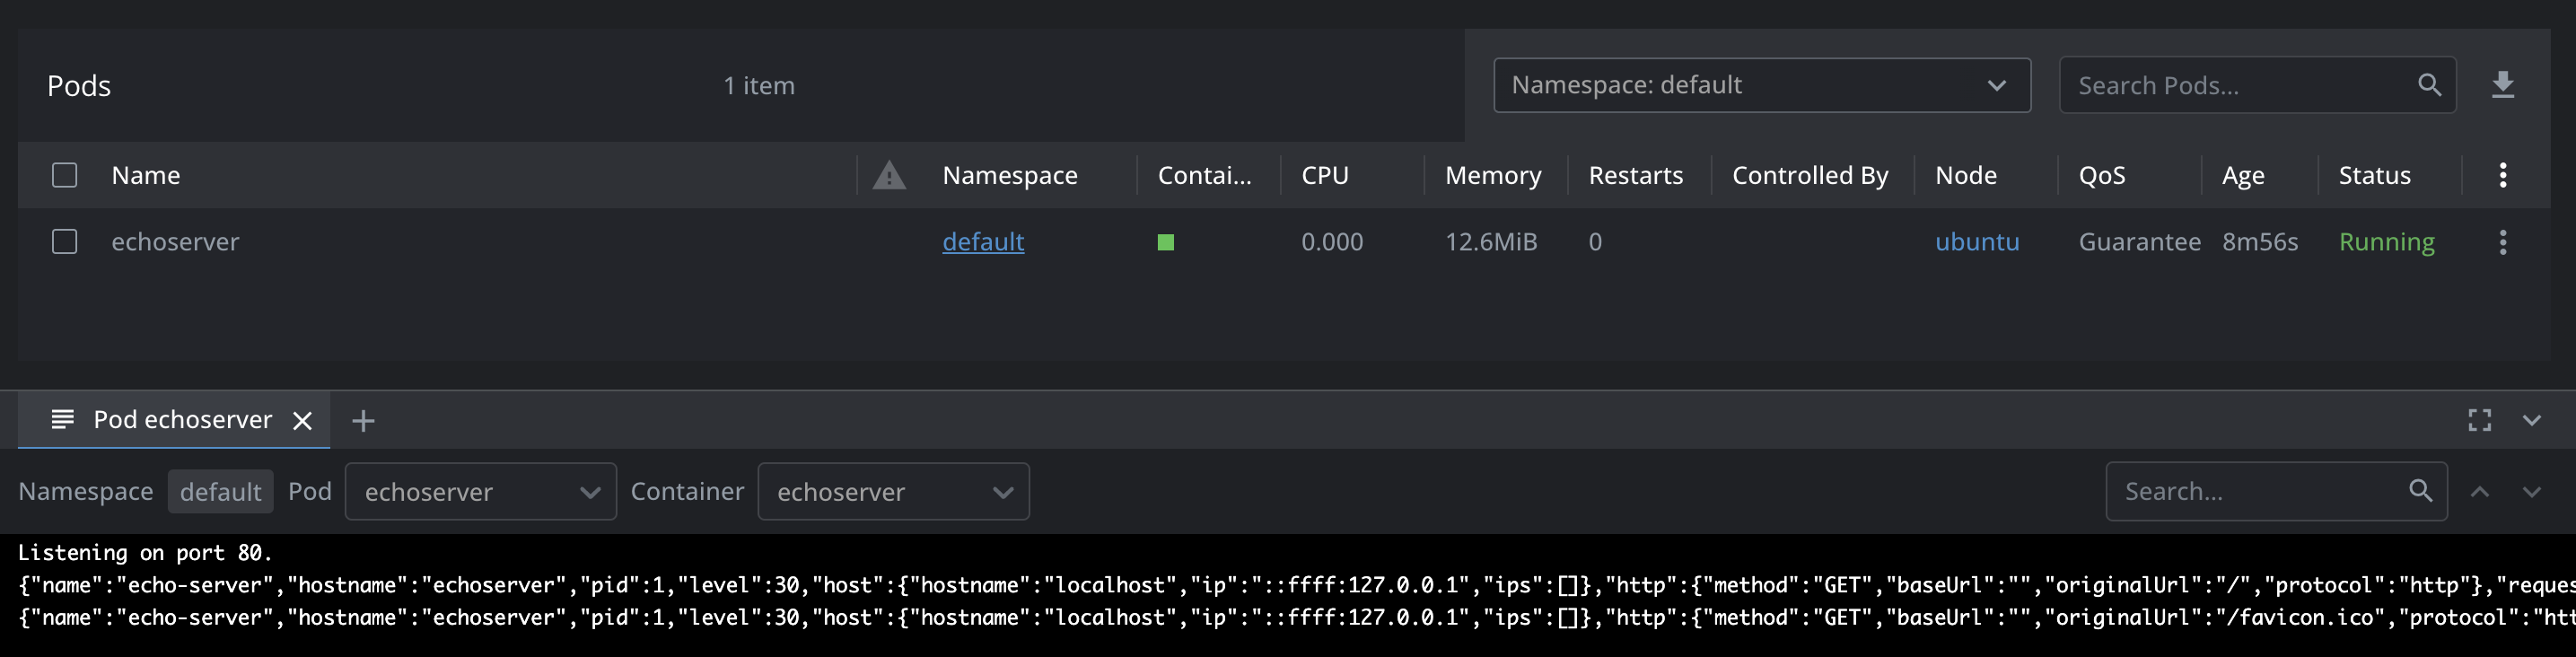 Pods 1 item Namespace: default Search Pods...
Name Namespace Contai... CPU Memory Restarts Controlled By Node QoS Age Status
echoserver default 0.000 12.6MiB 0 ubuntu Guarantee 8m56s Running
Pod echoserver
Namespace default Pod echoserver Container echoserver Search...
Listening on port 80.
{"name":"echo-server","hostname":"echoserver","pid":1,"level":30,"host":{"hostname":"localhost","ip":"::ffff:127.0.0.1","ips":[]},"http":{"method":"GET","baseUrl":"","originalUrl":"/","protocol":"http"},"reques
{"name":"echo-server","hostname":"echoserver","pid":1,"level":30,"host":{"hostname":"localhost","ip":"::ffff:127.0.0.1","ips":[]},"http":{"method":"GET","baseUrl":"","originalUrl":"/favicon.ico","protocol":"htt